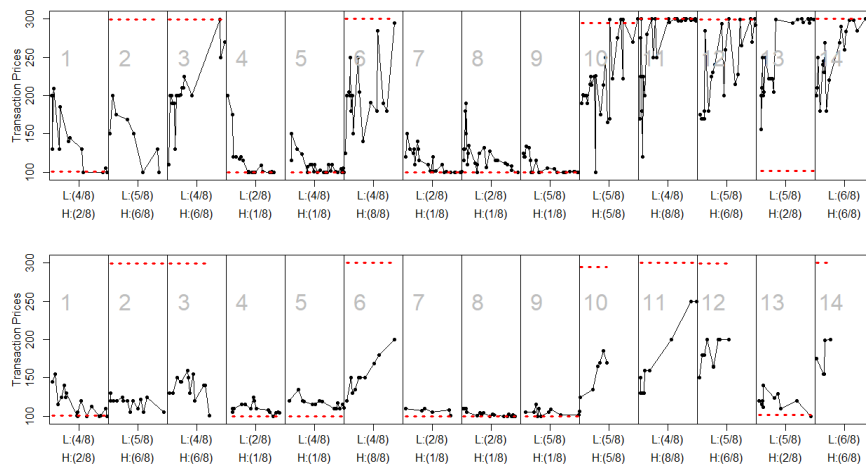 Transaction Prices
300
250
200
150
100
1 2 3 4 5 6 7 8 9 10 11 12 13 14
L:(4/8) L:(5/8) L:(4/8) L:(2/8) L:(4/8) L:(4/8) L:(2/8) L:(2/8) L:(5/8) L:(5/8) L:(4/8) L:(5/8) L:(5/8) L:(6/8)
H:(2/8) H:(6/8) H:(6/8) H:(1/8) H:(1/8) H:(8/8) H:(1/8) H:(1/8) H:(1/8) H:(5/8) H:(8/8) H:(6/8) H:(2/8) H:(6/8)
Transaction Prices
300
250
200
150
100
1 2 3 4 5 6 7 8 9 10 11 12 13 14
L:(4/8) L:(5/8) L:(4/8) L:(2/8) L:(4/8) L:(4/8) L:(2/8) L:(2/8) L:(5/8) L:(5/8) L:(4/8) L:(5/8) L:(2/8) L:(6/8)
H:(2/8) H:(6/8) H:(6/8) H:(1/8) H:(1/8) H:(8/8) H:(1/8) H:(1/8) H:(1/8) H:(5/8) H:(8/8) H:(6/8) H:(2/8) H:(6/8)